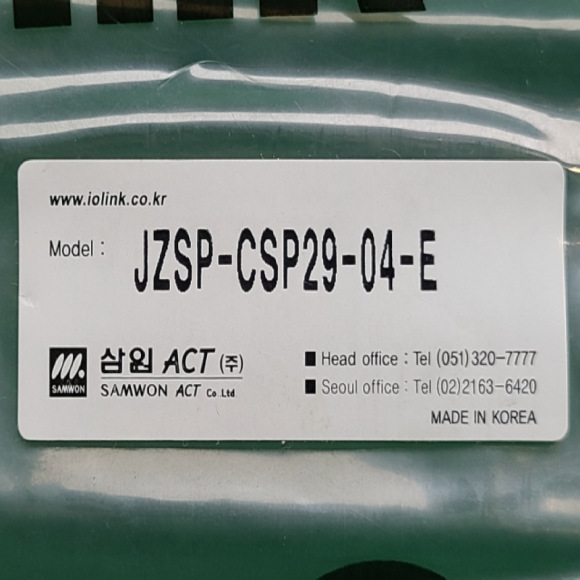 www.iolink.co.kr
Model : JZSP-CSP29-04-E
SAMWON
삼원 ACT (주)
SAMWON ACT Co.Ltd
■ Head office : Tel (051)320-7777
■ Seoul office : Tel (02)2163-6420
MADE IN KOREA